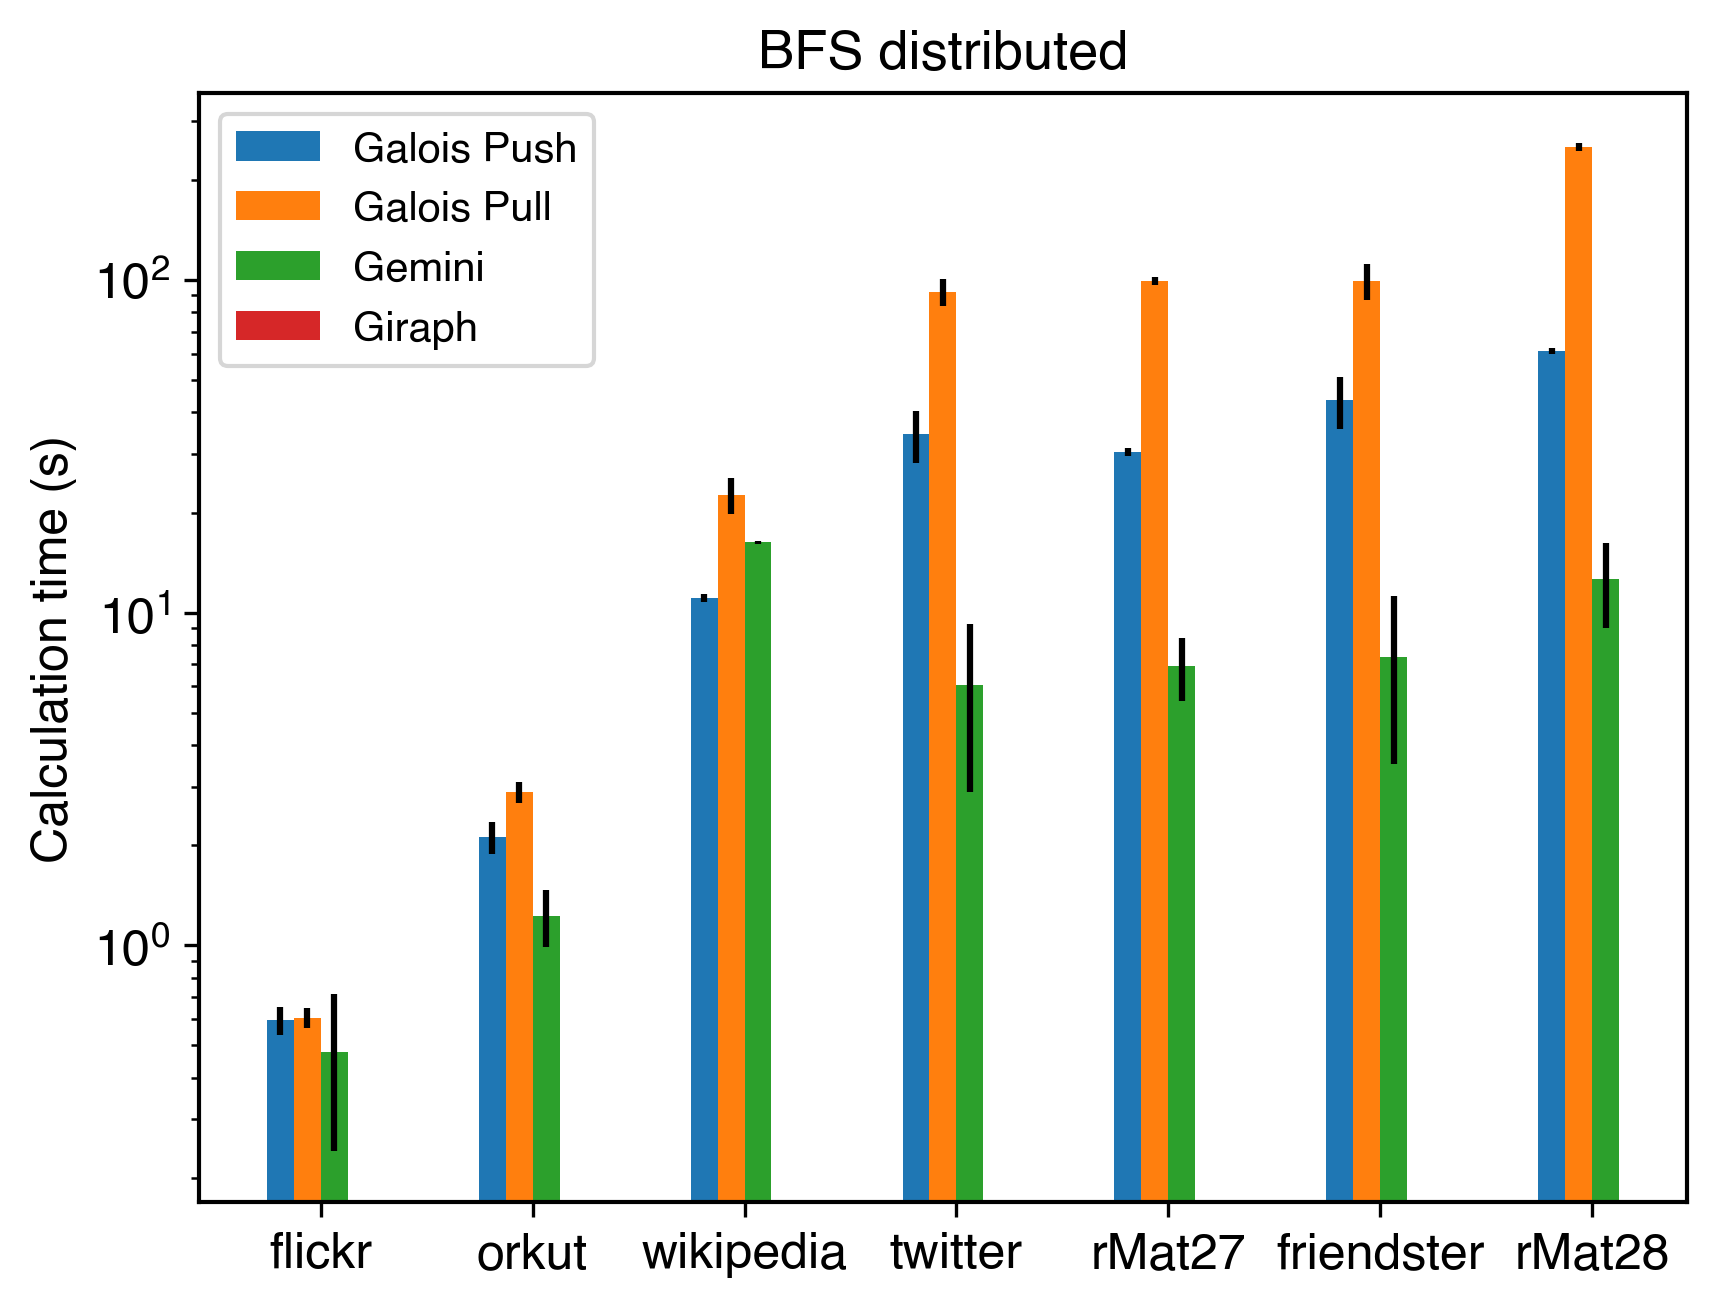 BFS distributed
Galois Push
Galois Pull
Gemini
Giraph
Calculation time (s)
10²
10¹
10⁰
flickr orkut wikipedia twitter rMat27 friendster rMat28